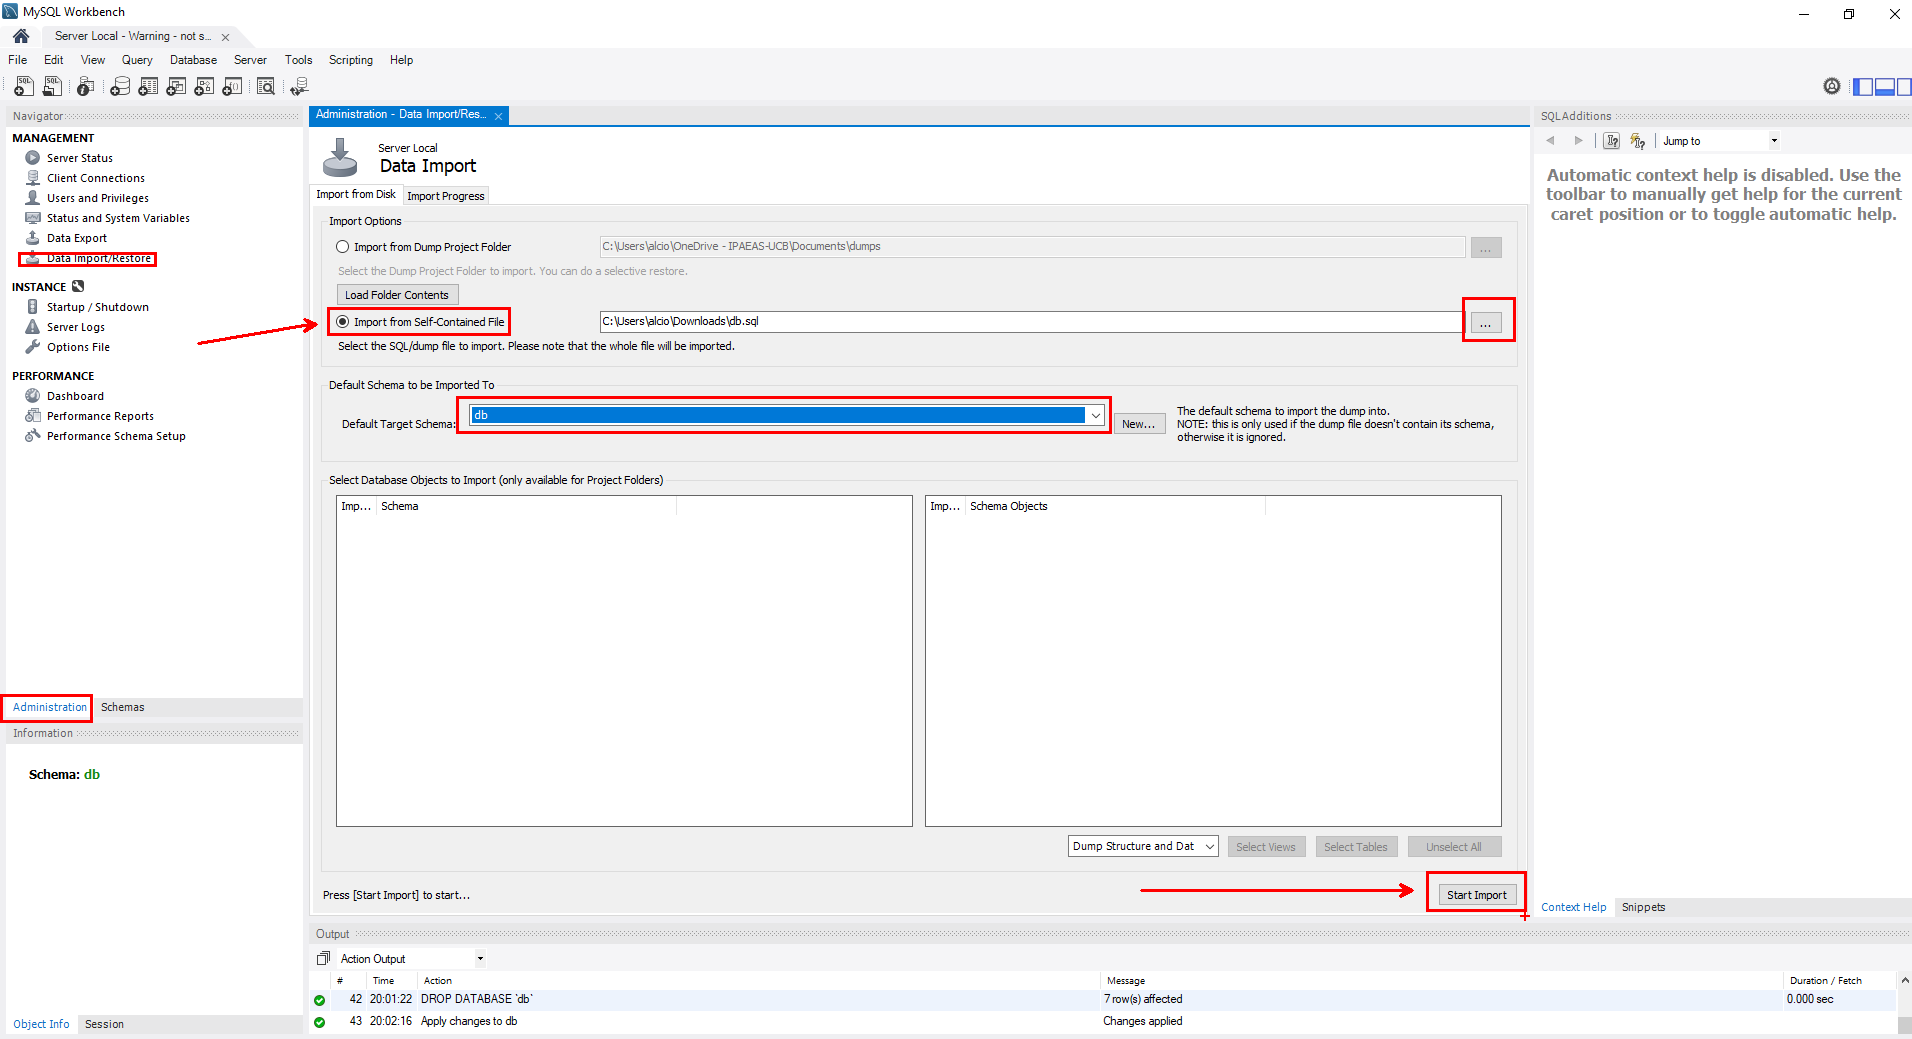 MySQL Workbench
Server Local - Warning - not s...
File Edit View Query Database Server Tools Scripting Help
Navigator
MANAGEMENT
Server Status
Client Connections
Users and Privileges
Status and System Variables
Data Export
Data Import/Restore
INSTANCE
Startup / Shutdown
Server Logs
Options File
PERFORMANCE
Dashboard
Performance Reports
Performance Schema Setup
Administration Schemas
Information
Schema: db
Object Info Session
Administration - Data Import/Res...
Server Local
Data Import
Import from Disk Import Progress
Import Options
Import from Dump Project Folder C:\Users\alcio\OneDrive - IPAEAS-UCB\Documents\dumps ...
Select the Dump Project Folder to import. You can do a selective restore.
Load Folder Contents
Import from Self-Contained File C:\Users\alcio\Downloads\db.sql ...
Select the SQL/dump file to import. Please note that the whole file will be imported.
Default Schema to be Imported To
Default Target Schema: db New...
The default schema to import the dump into.
NOTE: this is only used if the dump file doesn't contain its schema,
otherwise it is ignored.
Select Database Objects to Import (only available for Project Folders)
Imp... Schema
Imp... Schema Objects
Dump Structure and Dat Select Views Select Tables Unselect All
Press [Start Import] to start...
Start Import
SQLAdditions
Jump to
Automatic context help is disabled. Use the
toolbar to manually get help for the current
caret position or to toggle automatic help.
Context Help Snippets
Output
Action Output
# Time Action Message Duration / Fetch
42 20:01:22 DROP DATABASE `db` 7 row(s) affected 0.000 sec
43 20:02:16 Apply changes to db Changes applied